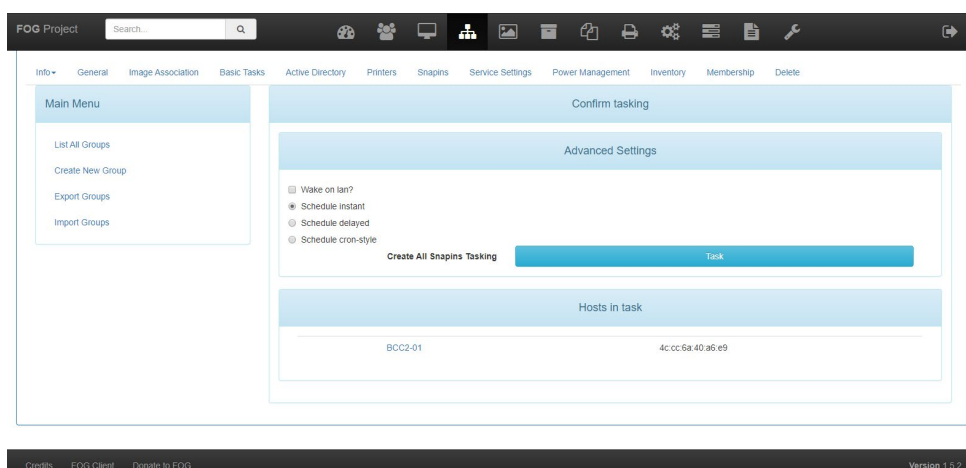 FOG Project Search...
Info General Image Association Basic Tasks Active Directory Printers Snapins Service Settings Power Management Inventory Membership Delete
Main Menu
List All Groups
Create New Group
Export Groups
Import Groups
Confirm tasking
Advanced Settings
Wake on lan?
Schedule instant
Schedule delayed
Schedule cron-style
Create All Snapins Tasking Task
Hosts in task
BCC2-01 4c:cc:6a:40:a6:e9
Credits FOG Client Donate to FOG Version 1.5.2